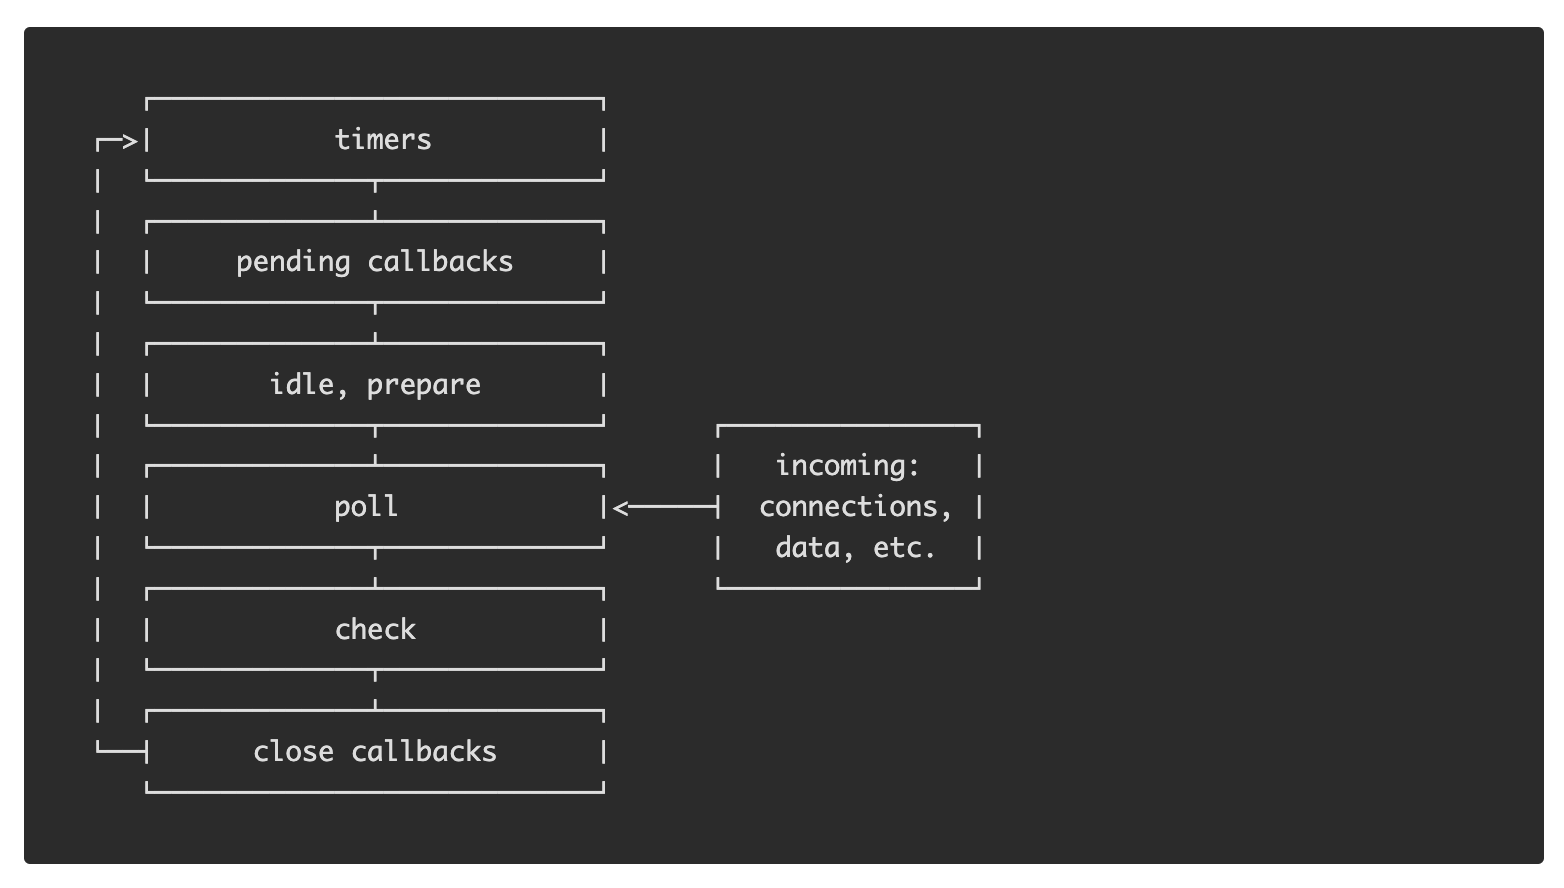 timers
pending callbacks
idle, prepare
poll
incoming:
connections,
data, etc.
check
close callbacks